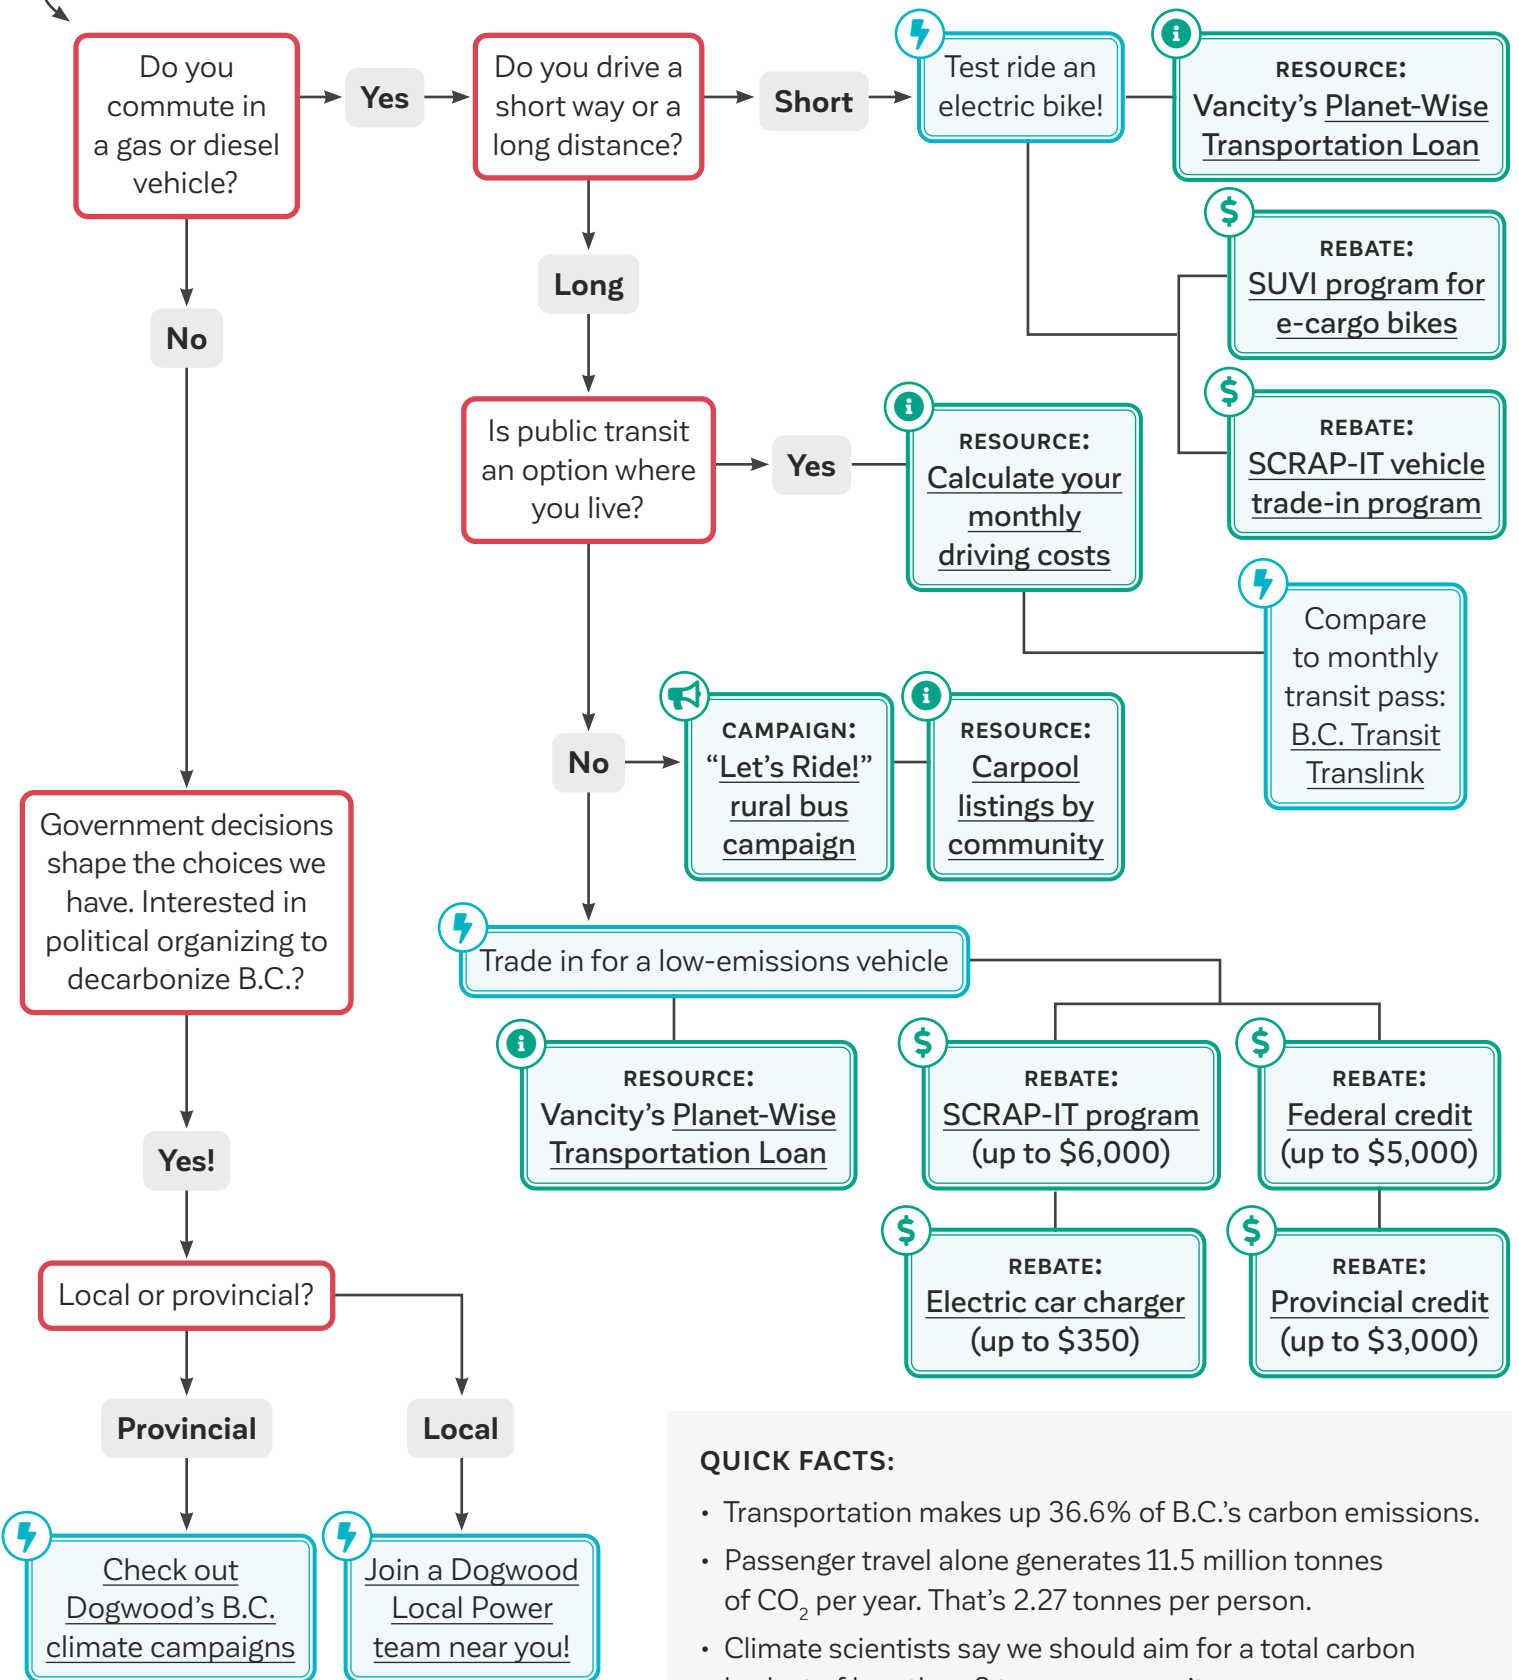 Do you
commute in
a gas or diesel
vehicle?
Yes
Do you drive a
short way or a
long distance?
Short
Test ride an
electric bike!
RESOURCE:
Vancity's Planet-Wise
Transportation Loan
REBATE:
SUVI program for
e-cargo bikes
REBATE:
SCRAP-IT vehicle
trade-in program
Long
No
Is public transit
an option where
you live?
Yes
RESOURCE:
Calculate your
monthly
driving costs
Compare
to monthly
transit pass:
B.C. Transit
Translink
No
CAMPAIGN:
“Let's Ride!”
rural bus
campaign
RESOURCE:
Carpool
listings by
community
Government decisions
shape the choices we
have. Interested in
political organizing to
decarbonize B.C.?
Trade in for a low-emissions vehicle
RESOURCE:
Vancity's Planet-Wise
Transportation Loan
REBATE:
SCRAP-IT program
(up to $6,000)
REBATE:
Federal credit
(up to $5,000)
REBATE:
Electric car charger
(up to $350)
REBATE:
Provincial credit
(up to $3,000)
Yes!
Local or provincial?
Provincial
Local
Check out
Dogwood's B.C.
climate campaigns
Join a Dogwood
Local Power
team near you!
QUICK FACTS:
• Transportation makes up 36.6% of B.C.'s carbon emissions.
• Passenger travel alone generates 11.5 million tonnes
of CO₂ per year. That's 2.27 tonnes per person.
• Climate scientists say we should aim for a total carbon